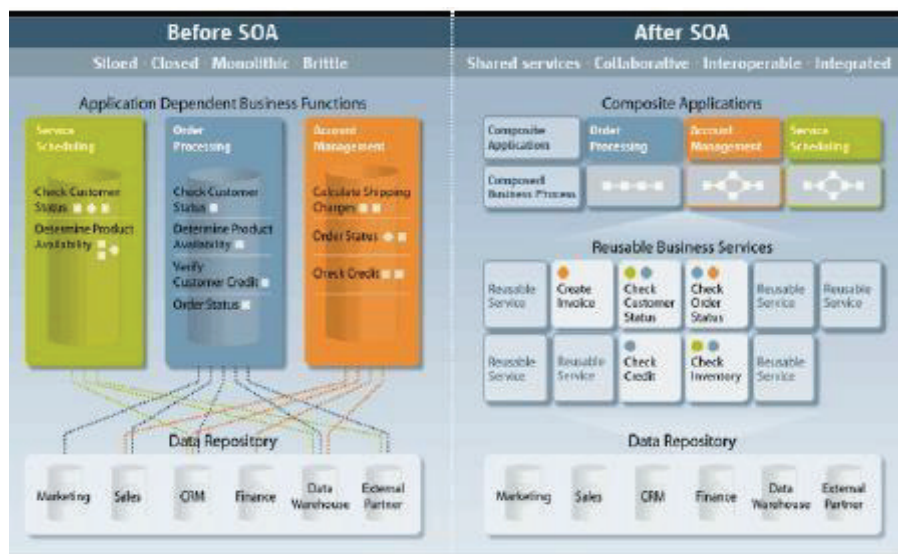 Before SOA
Siloed · Closed · Monolithic · Brittle
Application Dependent Business Functions
Service
Scheduling
Check Customer
Status
Determine Product
Availability
Order
Processing
Check Customer
Status
Determine Product
Availability
Verify
Customer Credit
Order Status
Account
Management
Calculate Shipping
Charges
Order Status
Check Credit
Data Repository
Marketing
Sales
CRM
Finance
Data
Warehouse
External
Partner
After SOA
Shared services · Collaborative · Interoperable · Integrated
Composite Applications
Composite
Application
Order
Processing
Account
Management
Service
Scheduling
Composed
Business Process
Reusable Business Services
Reusable
Service
Create
Invoice
Check
Customer
Status
Check
Order
Status
Reusable
Service
Reusable
Service
Reusable
Service
Reusable
Service
Check
Credit
Check
Inventory
Reusable
Service
Data Repository
Marketing
Sales
CRM
Finance
Data
Warehouse
External
Partner